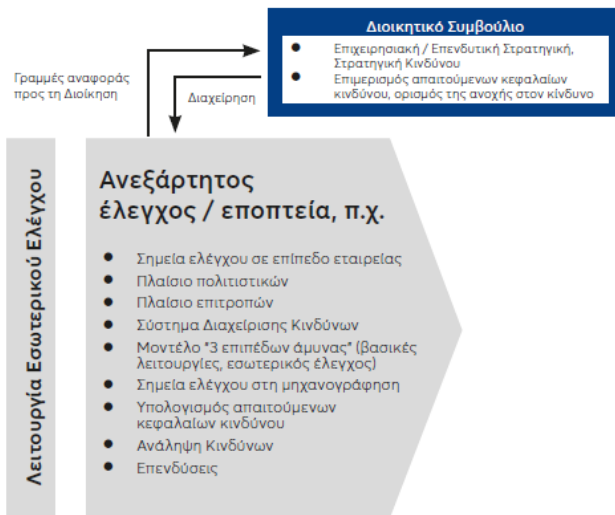 Διοικητικό Συμβούλιο
● Επιχειρησιακή / Επενδυτική Στρατηγική,
Στρατηγική Κινδύνου
● Επιμερισμός απαιτούμενων κεφαλαίων
κινδύνου, ορισμός της ανοχής στον κίνδυνο
Γραμμές αναφοράς
προς τη Διοίκηση
Διαχείρηση
Λειτουργία Εσωτερικού Ελέγχου
Ανεξάρτητος
έλεγχος / εποπτεία, π.χ.
● Σημεία ελέγχου σε επίπεδο εταιρείας
● Πλαίσιο πολιτιστικών
● Πλαίσιο επιτροπών
● Σύστημα Διαχείρισης Κινδύνων
● Μοντέλο "3 επιπέδων άμυνας" (βασικές
λειτουργίες, εσωτερικός έλεγχος)
● Σημεία ελέγχου στη μηχανογράφηση
● Υπολογισμός απαιτούμενων
κεφαλαίων κινδύνου
● Ανάληψη Κινδύνων
● Επενδύσεις